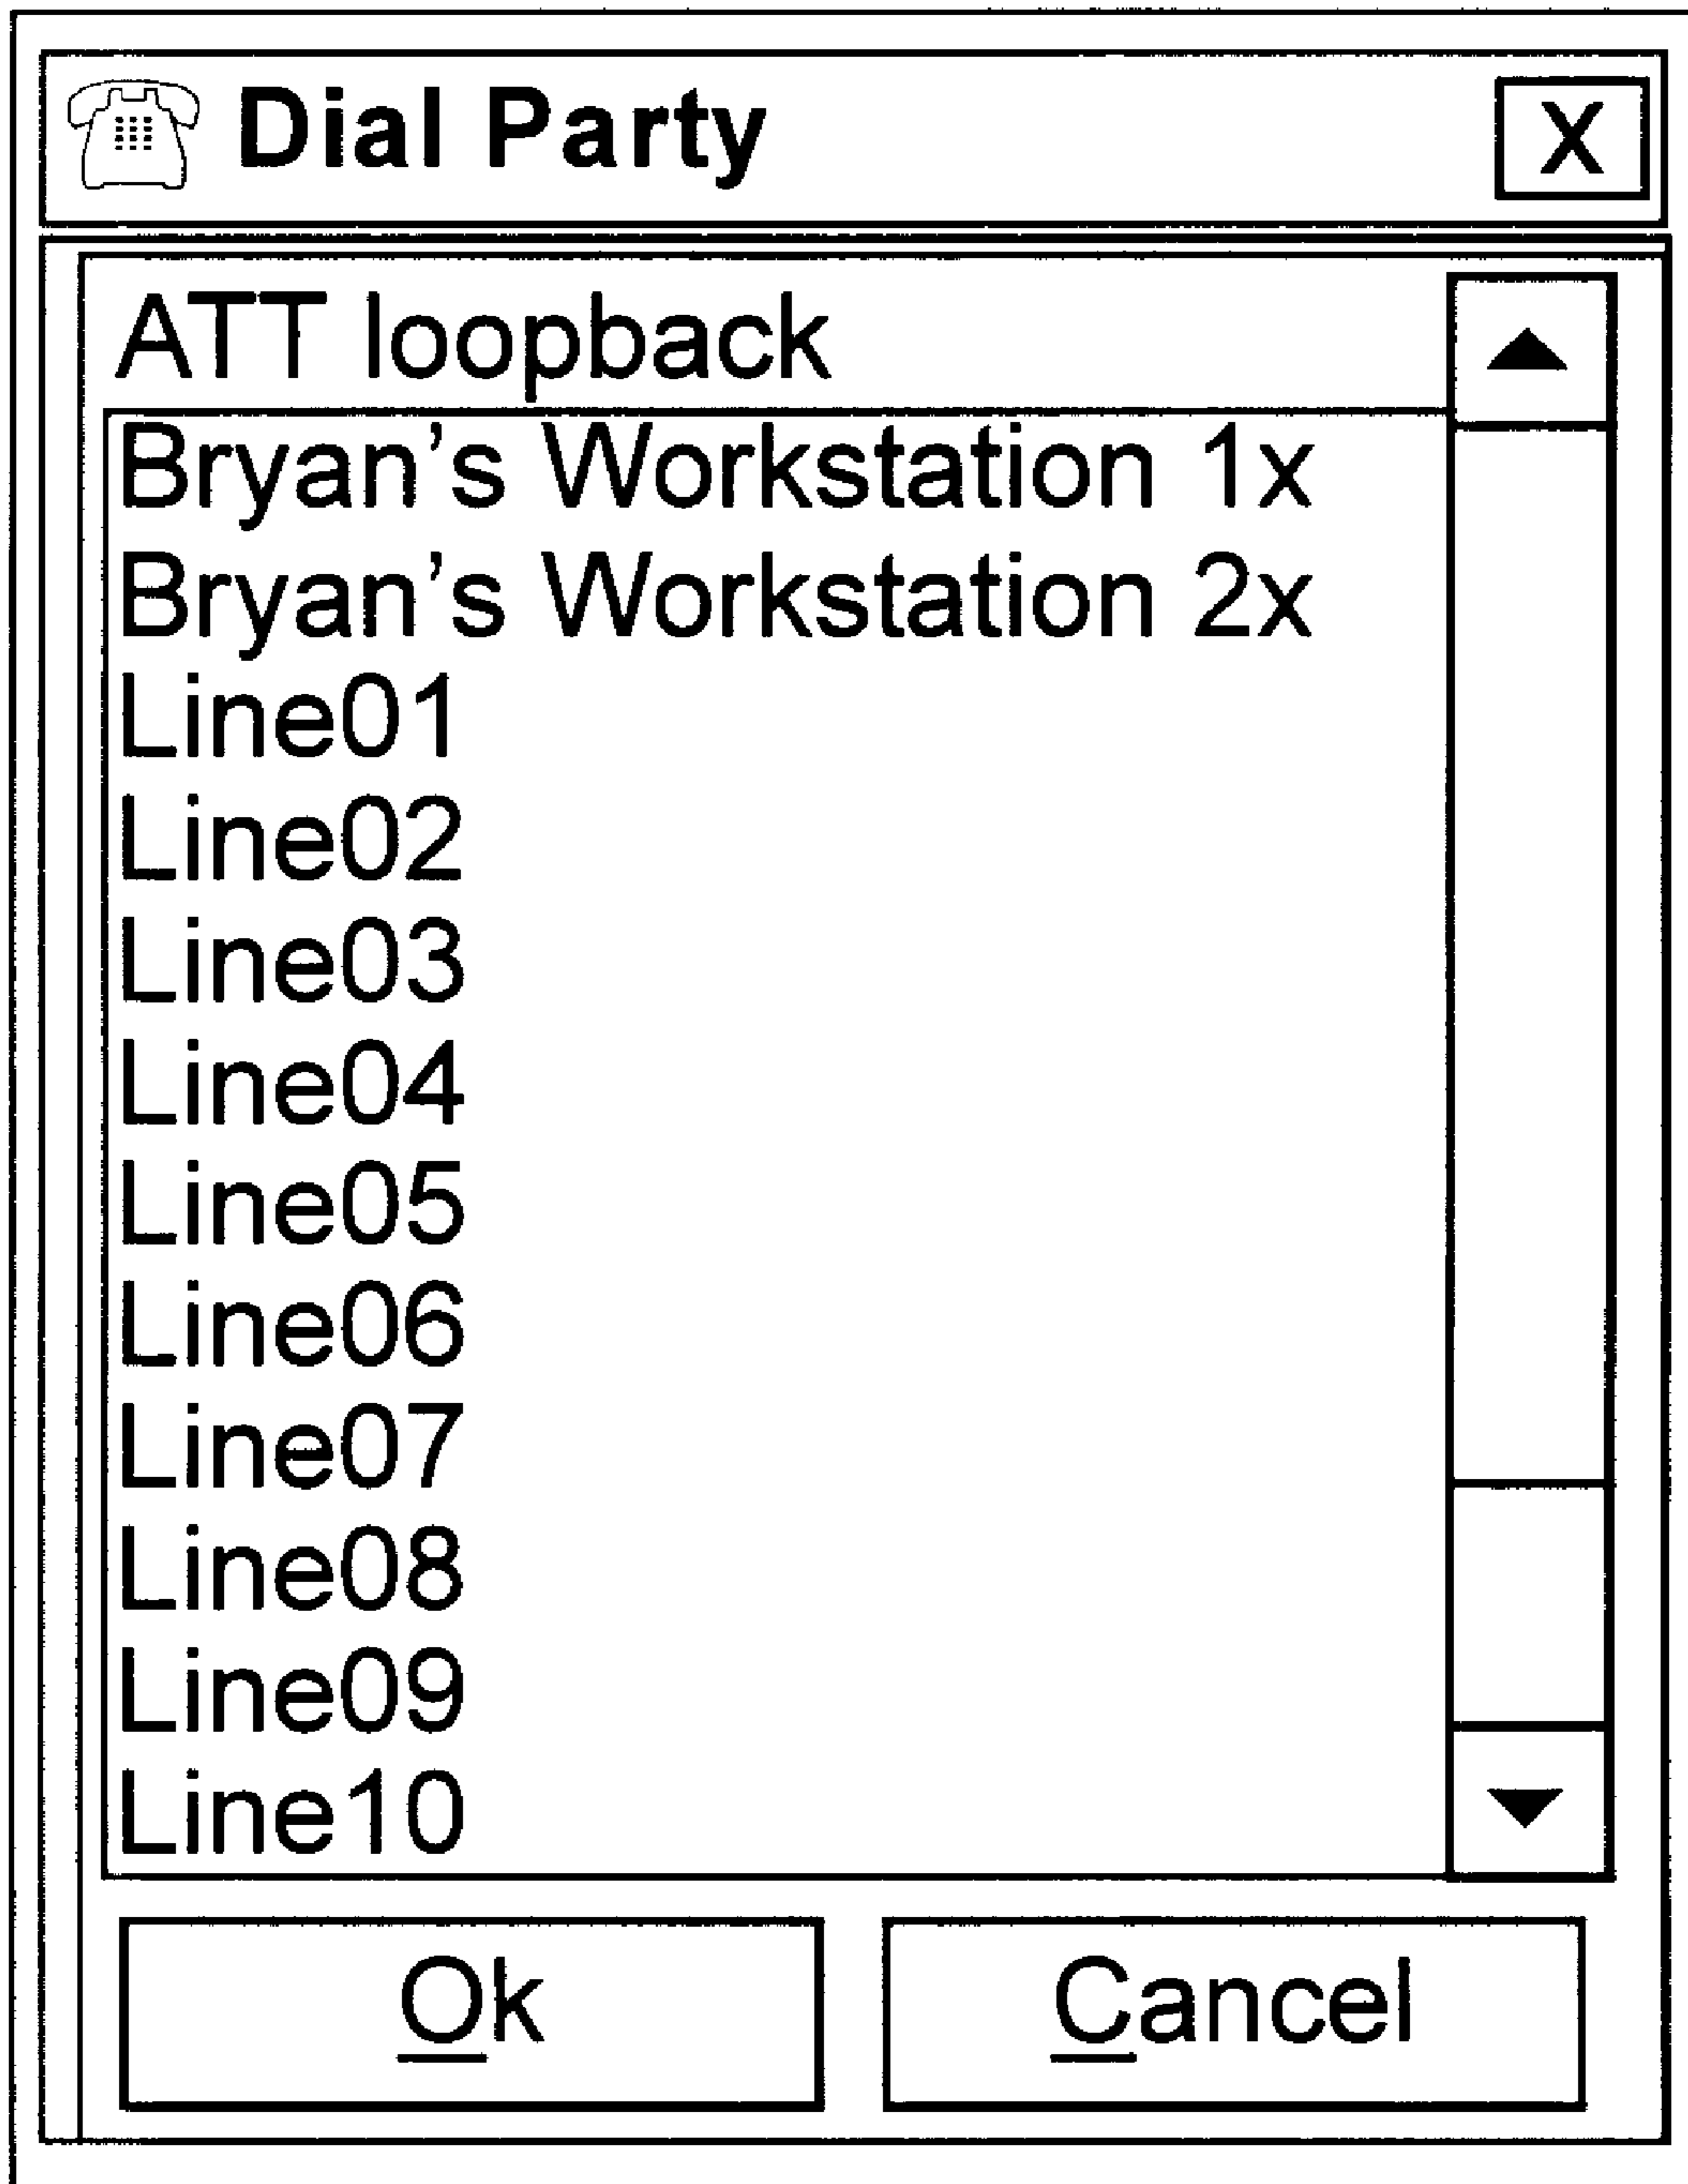 Dial Party X
ATT loopback
Bryan’s Workstation 1x
Bryan’s Workstation 2x
Line01
Line02
Line03
Line04
Line05
Line06
Line07
Line08
Line09
Line10
Ok Cancel